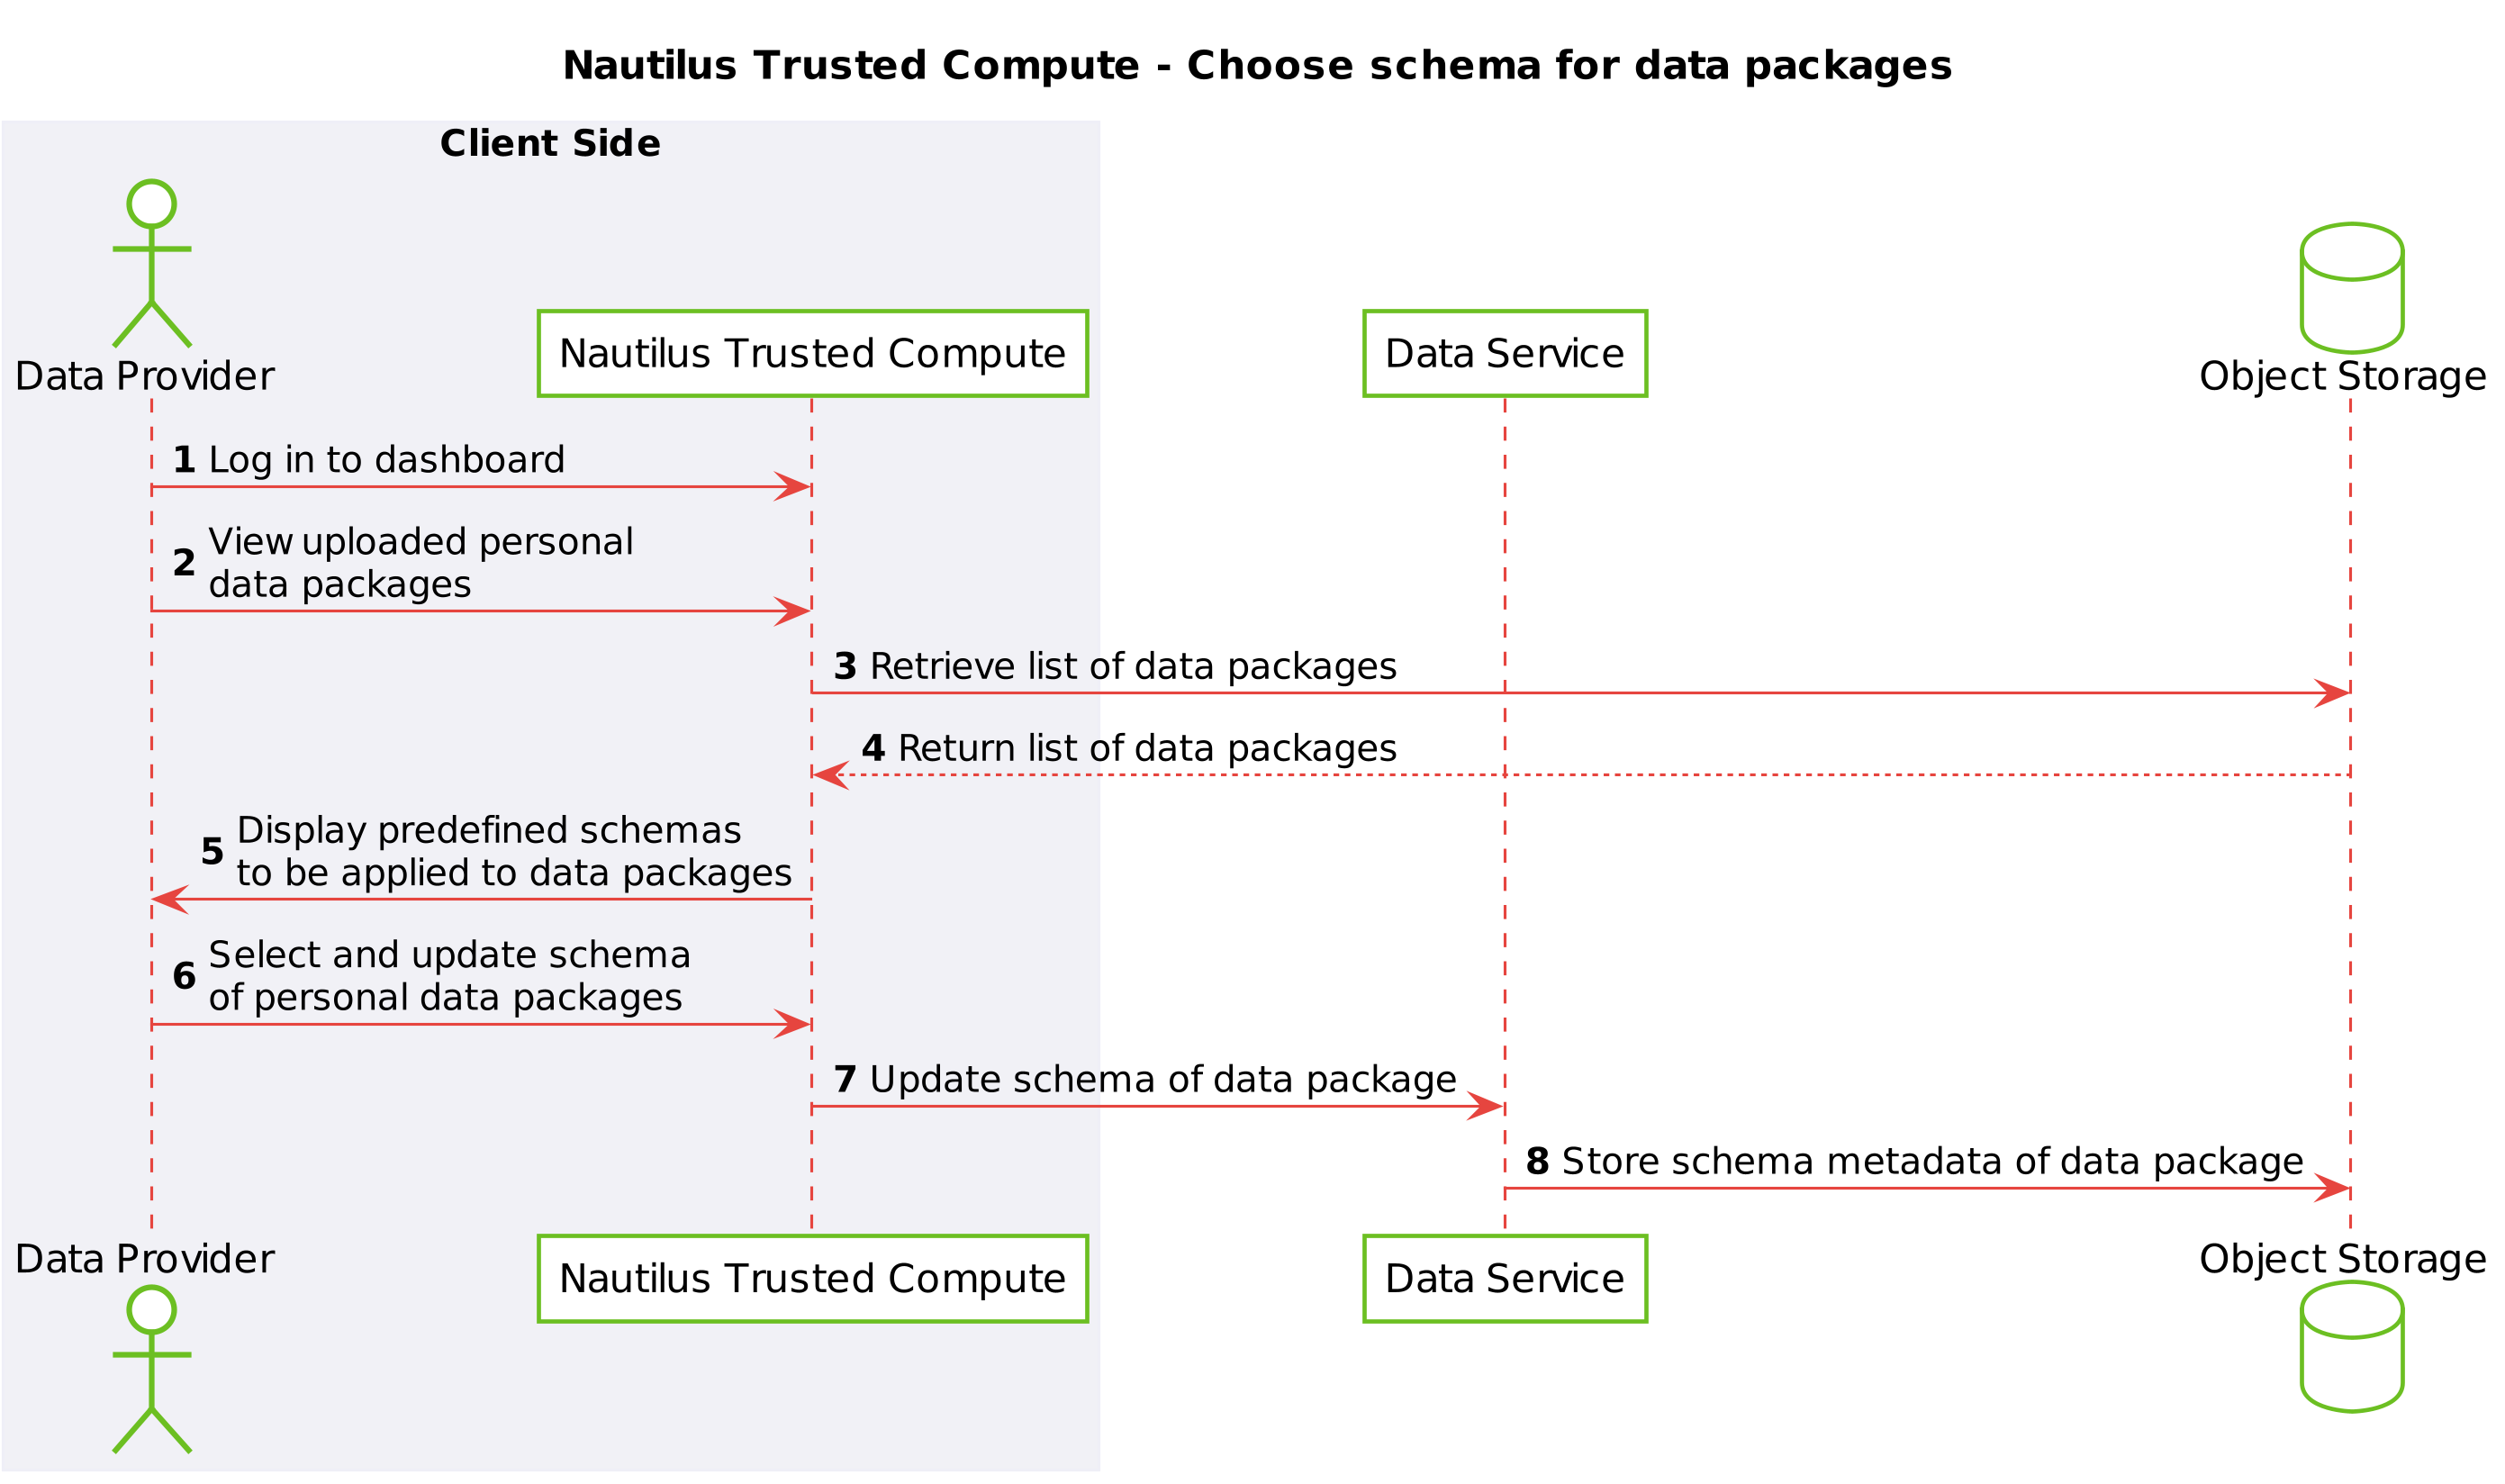 Nautilus Trusted Compute - Choose schema for data packages
Client Side
Data Provider
Nautilus Trusted Compute
Data Service
Object Storage
1 Log in to dashboard
2 View uploaded personal
data packages
3 Retrieve list of data packages
4 Return list of data packages
5 Display predefined schemas
to be applied to data packages
6 Select and update schema
of personal data packages
7 Update schema of data package
8 Store schema metadata of data package
Data Provider
Nautilus Trusted Compute
Data Service
Object Storage